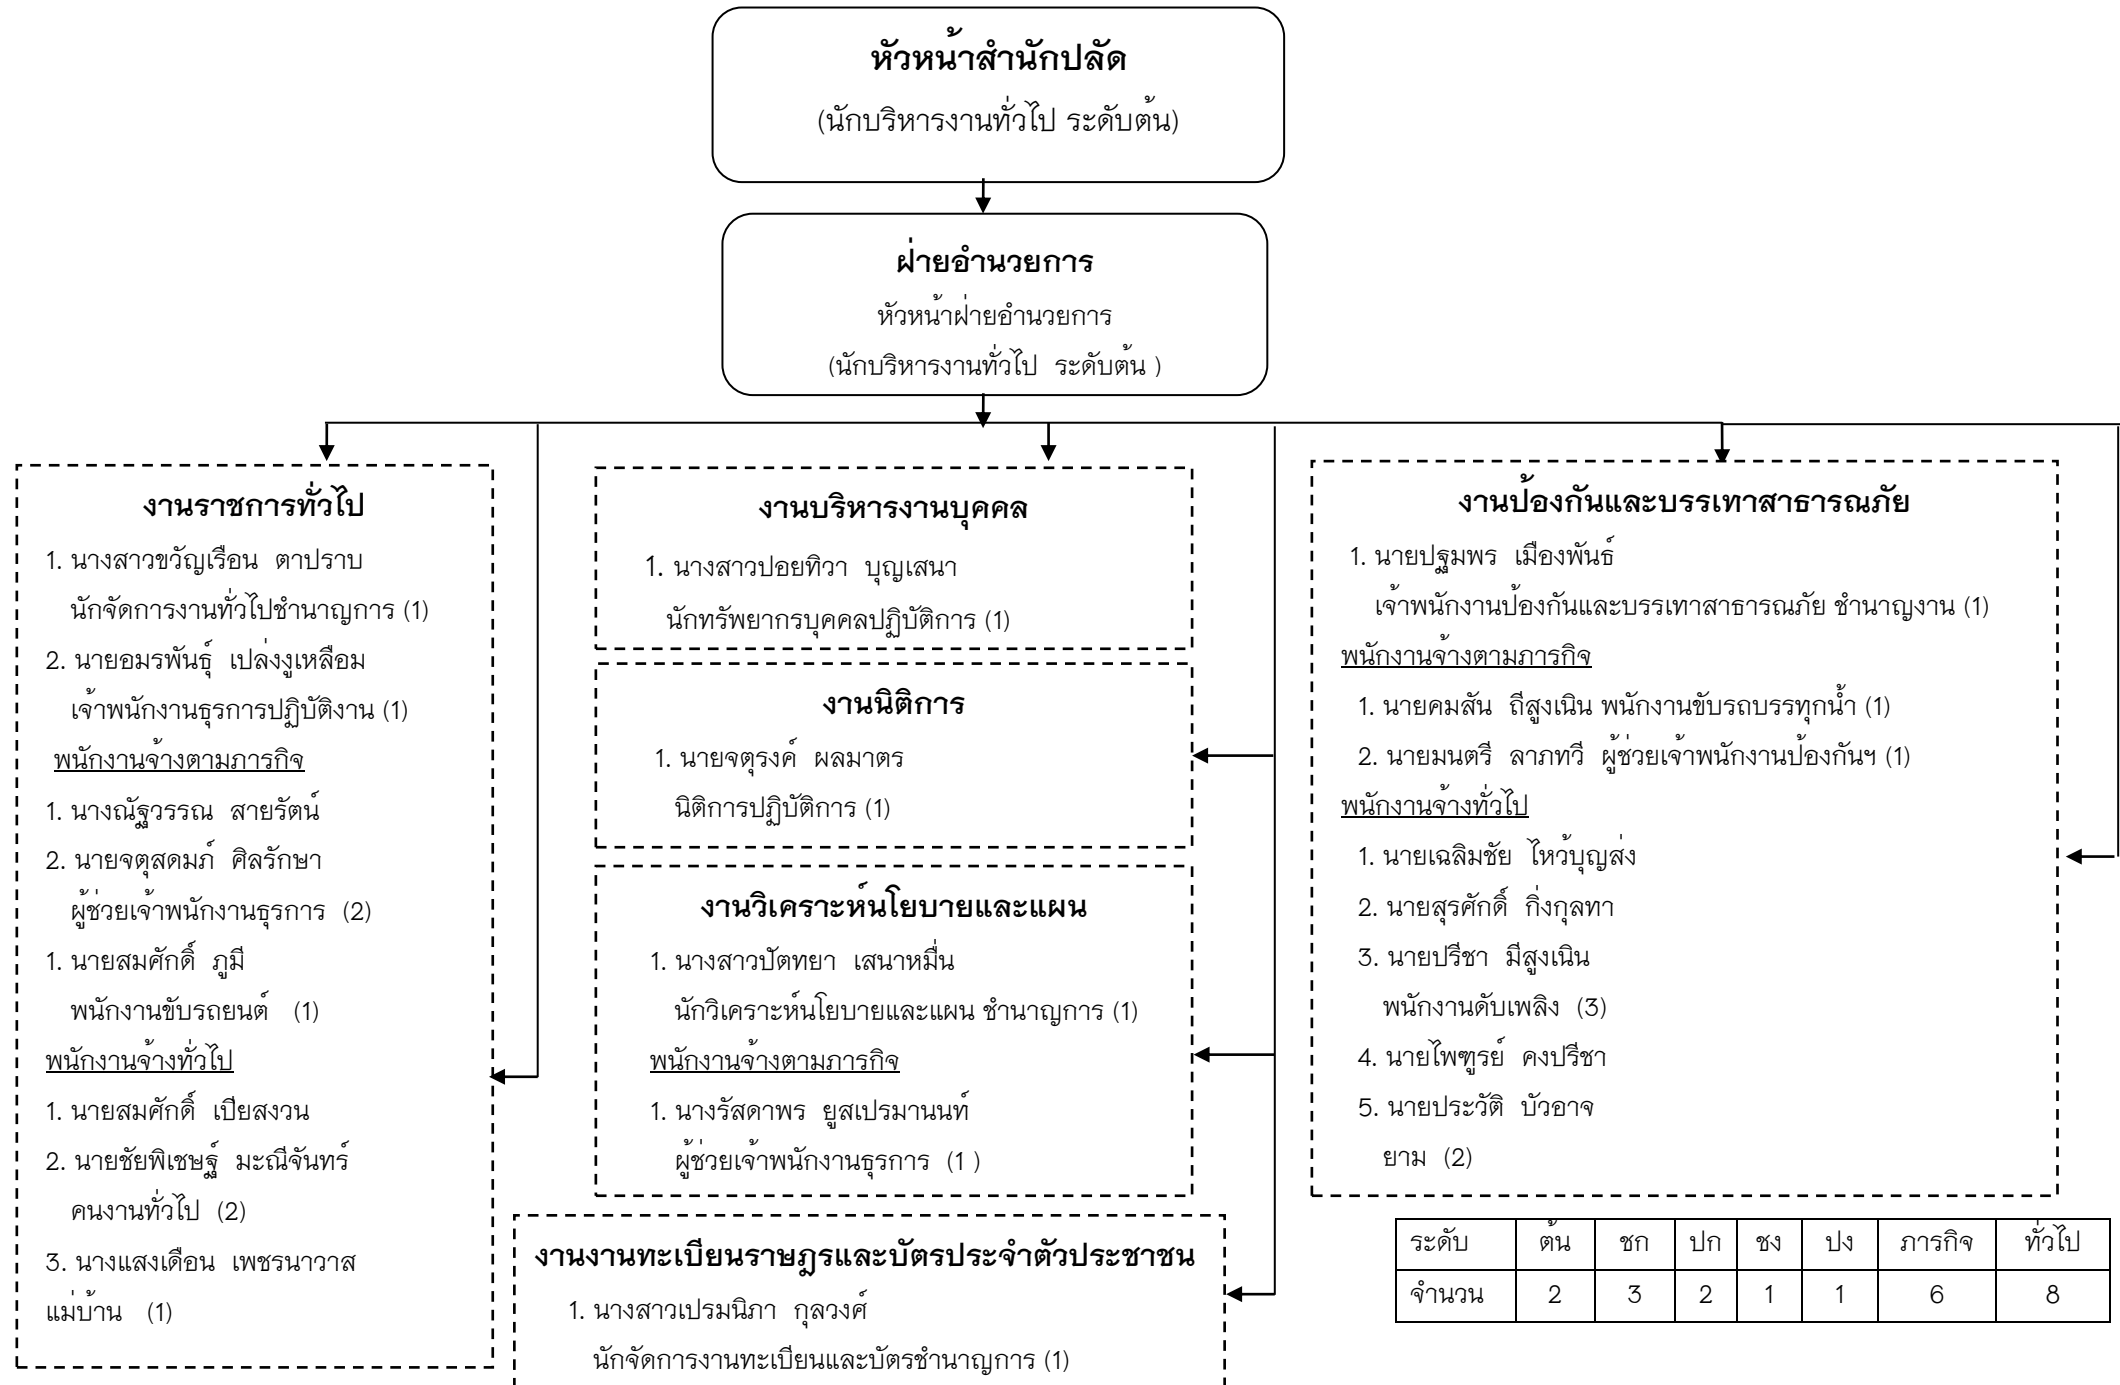 หัวหน้าสำนักปลัด
(นักบริหารงานทั่วไป ระดับต้น)
ฝ่ายอำนวยการ
หัวหน้าฝ่ายอำนวยการ
(นักบริหารงานทั่วไป ระดับต้น )
งานราชการทั่วไป
1. นางสาวขวัญเรือน ตาปราบ
นักจัดการงานทั่วไปชำนาญการ (1)
2. นายอมรพันธุ์ เปล่งงูเหลือม
เจ้าพนักงานธุรการปฏิบัติงาน (1)
พนักงานจ้างตามภารกิจ
1. นางณัฐวรรณ สายรัตน์
2. นายจตุสดมภ์ ศิลรักษา
ผู้ช่วยเจ้าพนักงานธุรการ (2)
1. นายสมศักดิ์ ภูมี
พนักงานขับรถยนต์ (1)
พนักงานจ้างทั่วไป
1. นายสมศักดิ์ เปียสงวน
2. นายชัยพิเชษฐ์ มะณีจันทร์
คนงานทั่วไป (2)
3. นางแสงเดือน เพชรนาวาส
แม่บ้าน (1)
งานบริหารงานบุคคล
1. นางสาวปอยทิวา บุญเสนา
นักทรัพยากรบุคคลปฏิบัติการ (1)
งานนิติการ
1. นายจตุรงค์ ผลมาตร
นิติการปฏิบัติการ (1)
งานวิเคราะห์นโยบายและแผน
1. นางสาวปัตทยา เสนาหมื่น
นักวิเคราะห์นโยบายและแผน ชำนาญการ (1)
พนักงานจ้างตามภารกิจ
1. นางรัสดาพร ยูสเปรมานนท์
ผู้ช่วยเจ้าพนักงานธุรการ (1 )
งานงานทะเบียนราษฎรและบัตรประจำตัวประชาชน
1. นางสาวเปรมนิภา กุลวงศ์
นักจัดการงานทะเบียนและบัตรชำนาญการ (1)
งานป้องกันและบรรเทาสาธารณภัย
1. นายปฐมพร เมืองพันธ์
เจ้าพนักงานป้องกันและบรรเทาสาธารณภัย ชำนาญงาน (1)
พนักงานจ้างตามภารกิจ
1. นายคมสัน ถีสูงเนิน พนักงานขับรถบรรทุกน้ำ (1)
2. นายมนตรี ลาภทวี ผู้ช่วยเจ้าพนักงานป้องกันฯ (1)
พนักงานจ้างทั่วไป
1. นายเฉลิมชัย ไหว้บุญส่ง
2. นายสุรศักดิ์ กิ่งกุลทา
3. นายปรีชา มีสูงเนิน
พนักงานดับเพลิง (3)
4. นายไพฑูรย์ คงปรีชา
5. นายประวัติ บัวอาจ
ยาม (2)
ระดับ ต้น ชก ปก ชง ปง ภารกิจ ทั่วไป
จำนวน 2 3 2 1 1 6 8